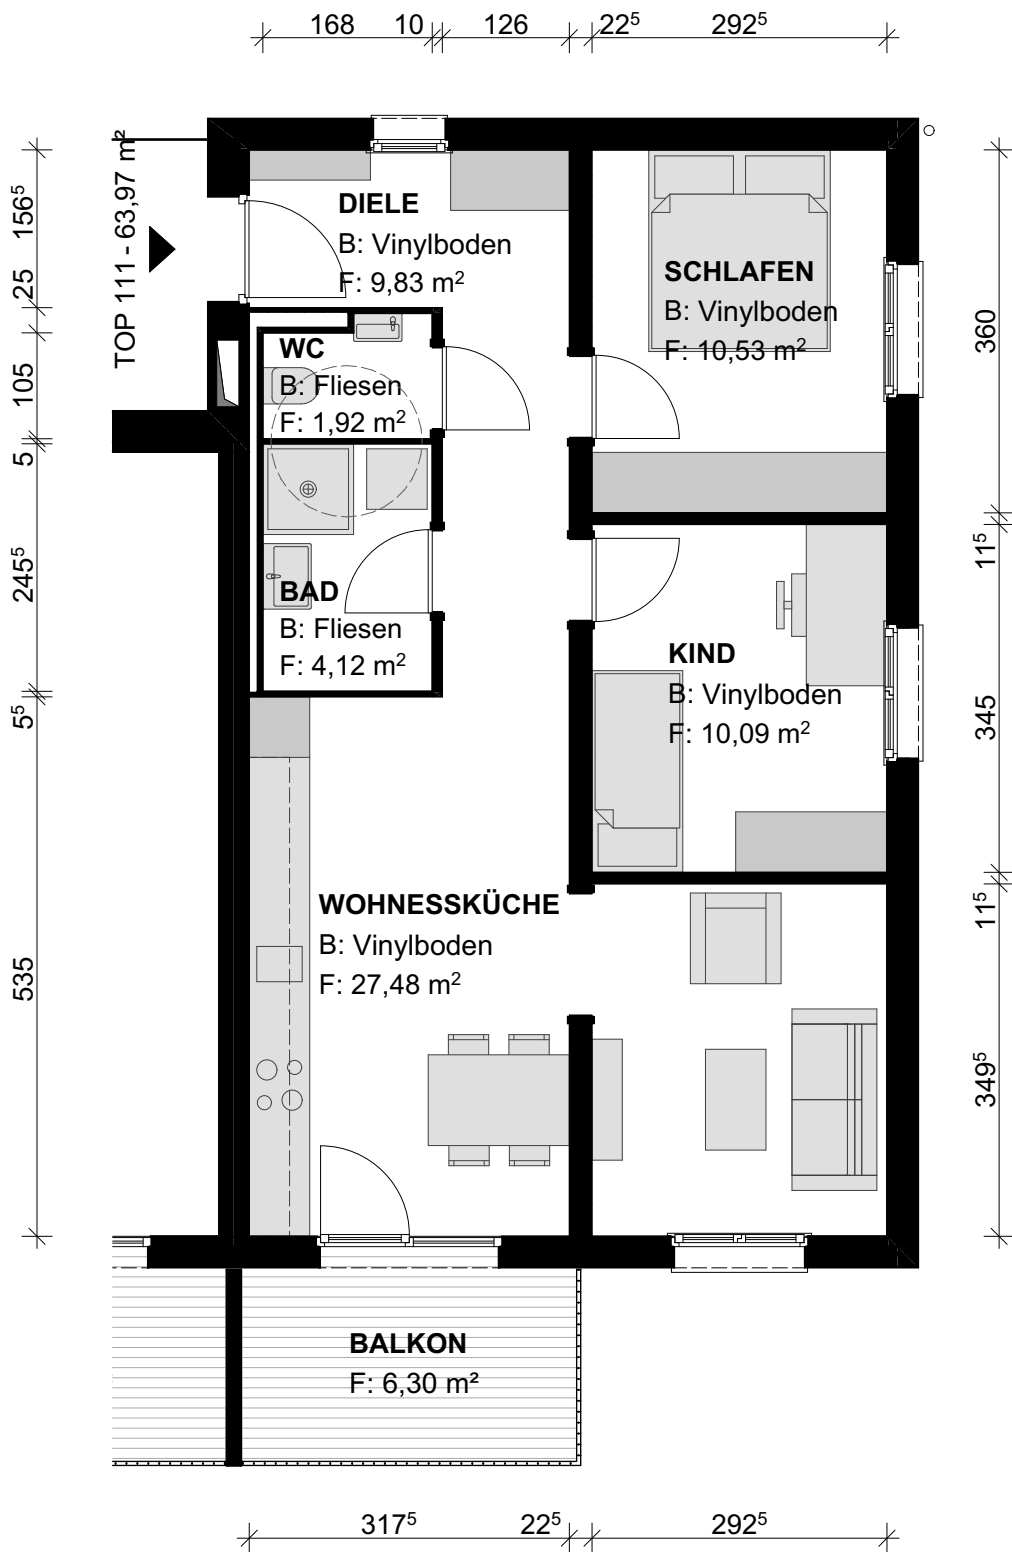 168 10 126 22⁵ 292⁵
TOP 111 - 63,97 m²
156⁵
25
105
5
245⁵
5⁵
535
DIELE
B: Vinylboden
F: 9,83 m²
SCHLAFEN
B: Vinylboden
F: 10,53 m²
WC
B: Fliesen
F: 1,92 m²
BAD
B: Fliesen
F: 4,12 m²
KIND
B: Vinylboden
F: 10,09 m²
WOHNESSKÜCHE
B: Vinylboden
F: 27,48 m²
BALKON
F: 6,30 m²
360
11⁵
345
11⁵
349⁵
317⁵ 22⁵ 292⁵